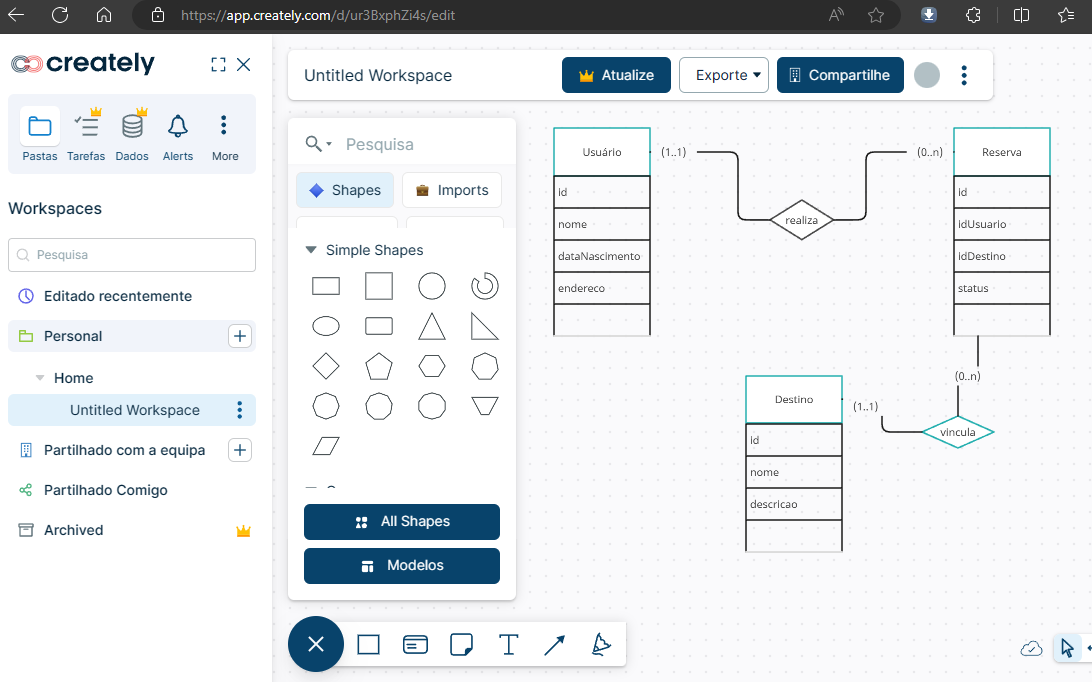 https://app.creately.com/d/ur3BxphZi4s/edit
creately
Pastas
Tarefas
Dados
Alerts
More
Workspaces
Pesquisa
Editado recentemente
Personal
Home
Untitled Workspace
Partilhado com a equipa
Partilhado Comigo
Archived
Untitled Workspace
Atualize
Exporte
Compartilhe
Pesquisa
Shapes
Imports
Simple Shapes
All Shapes
Modelos
Usuário
id
nome
dataNascimento
endereco
(1..1)
realiza
(0..n)
Reserva
id
idUsuario
idDestino
status
(0..n)
vincula
(1..1)
Destino
id
nome
descricao